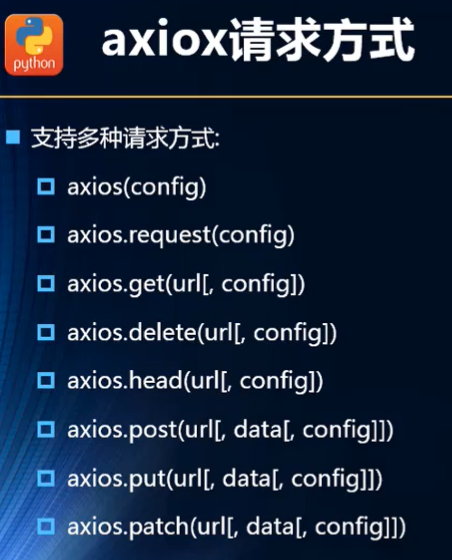 python
axiox请求方式
支持多种请求方式:
axios(config)
axios.request(config)
axios.get(url[, config])
axios.delete(url[, config])
axios.head(url[, config])
axios.post(url[, data[, config]])
axios.put(url[, data[, config]])
axios.patch(url[, data[, config]])